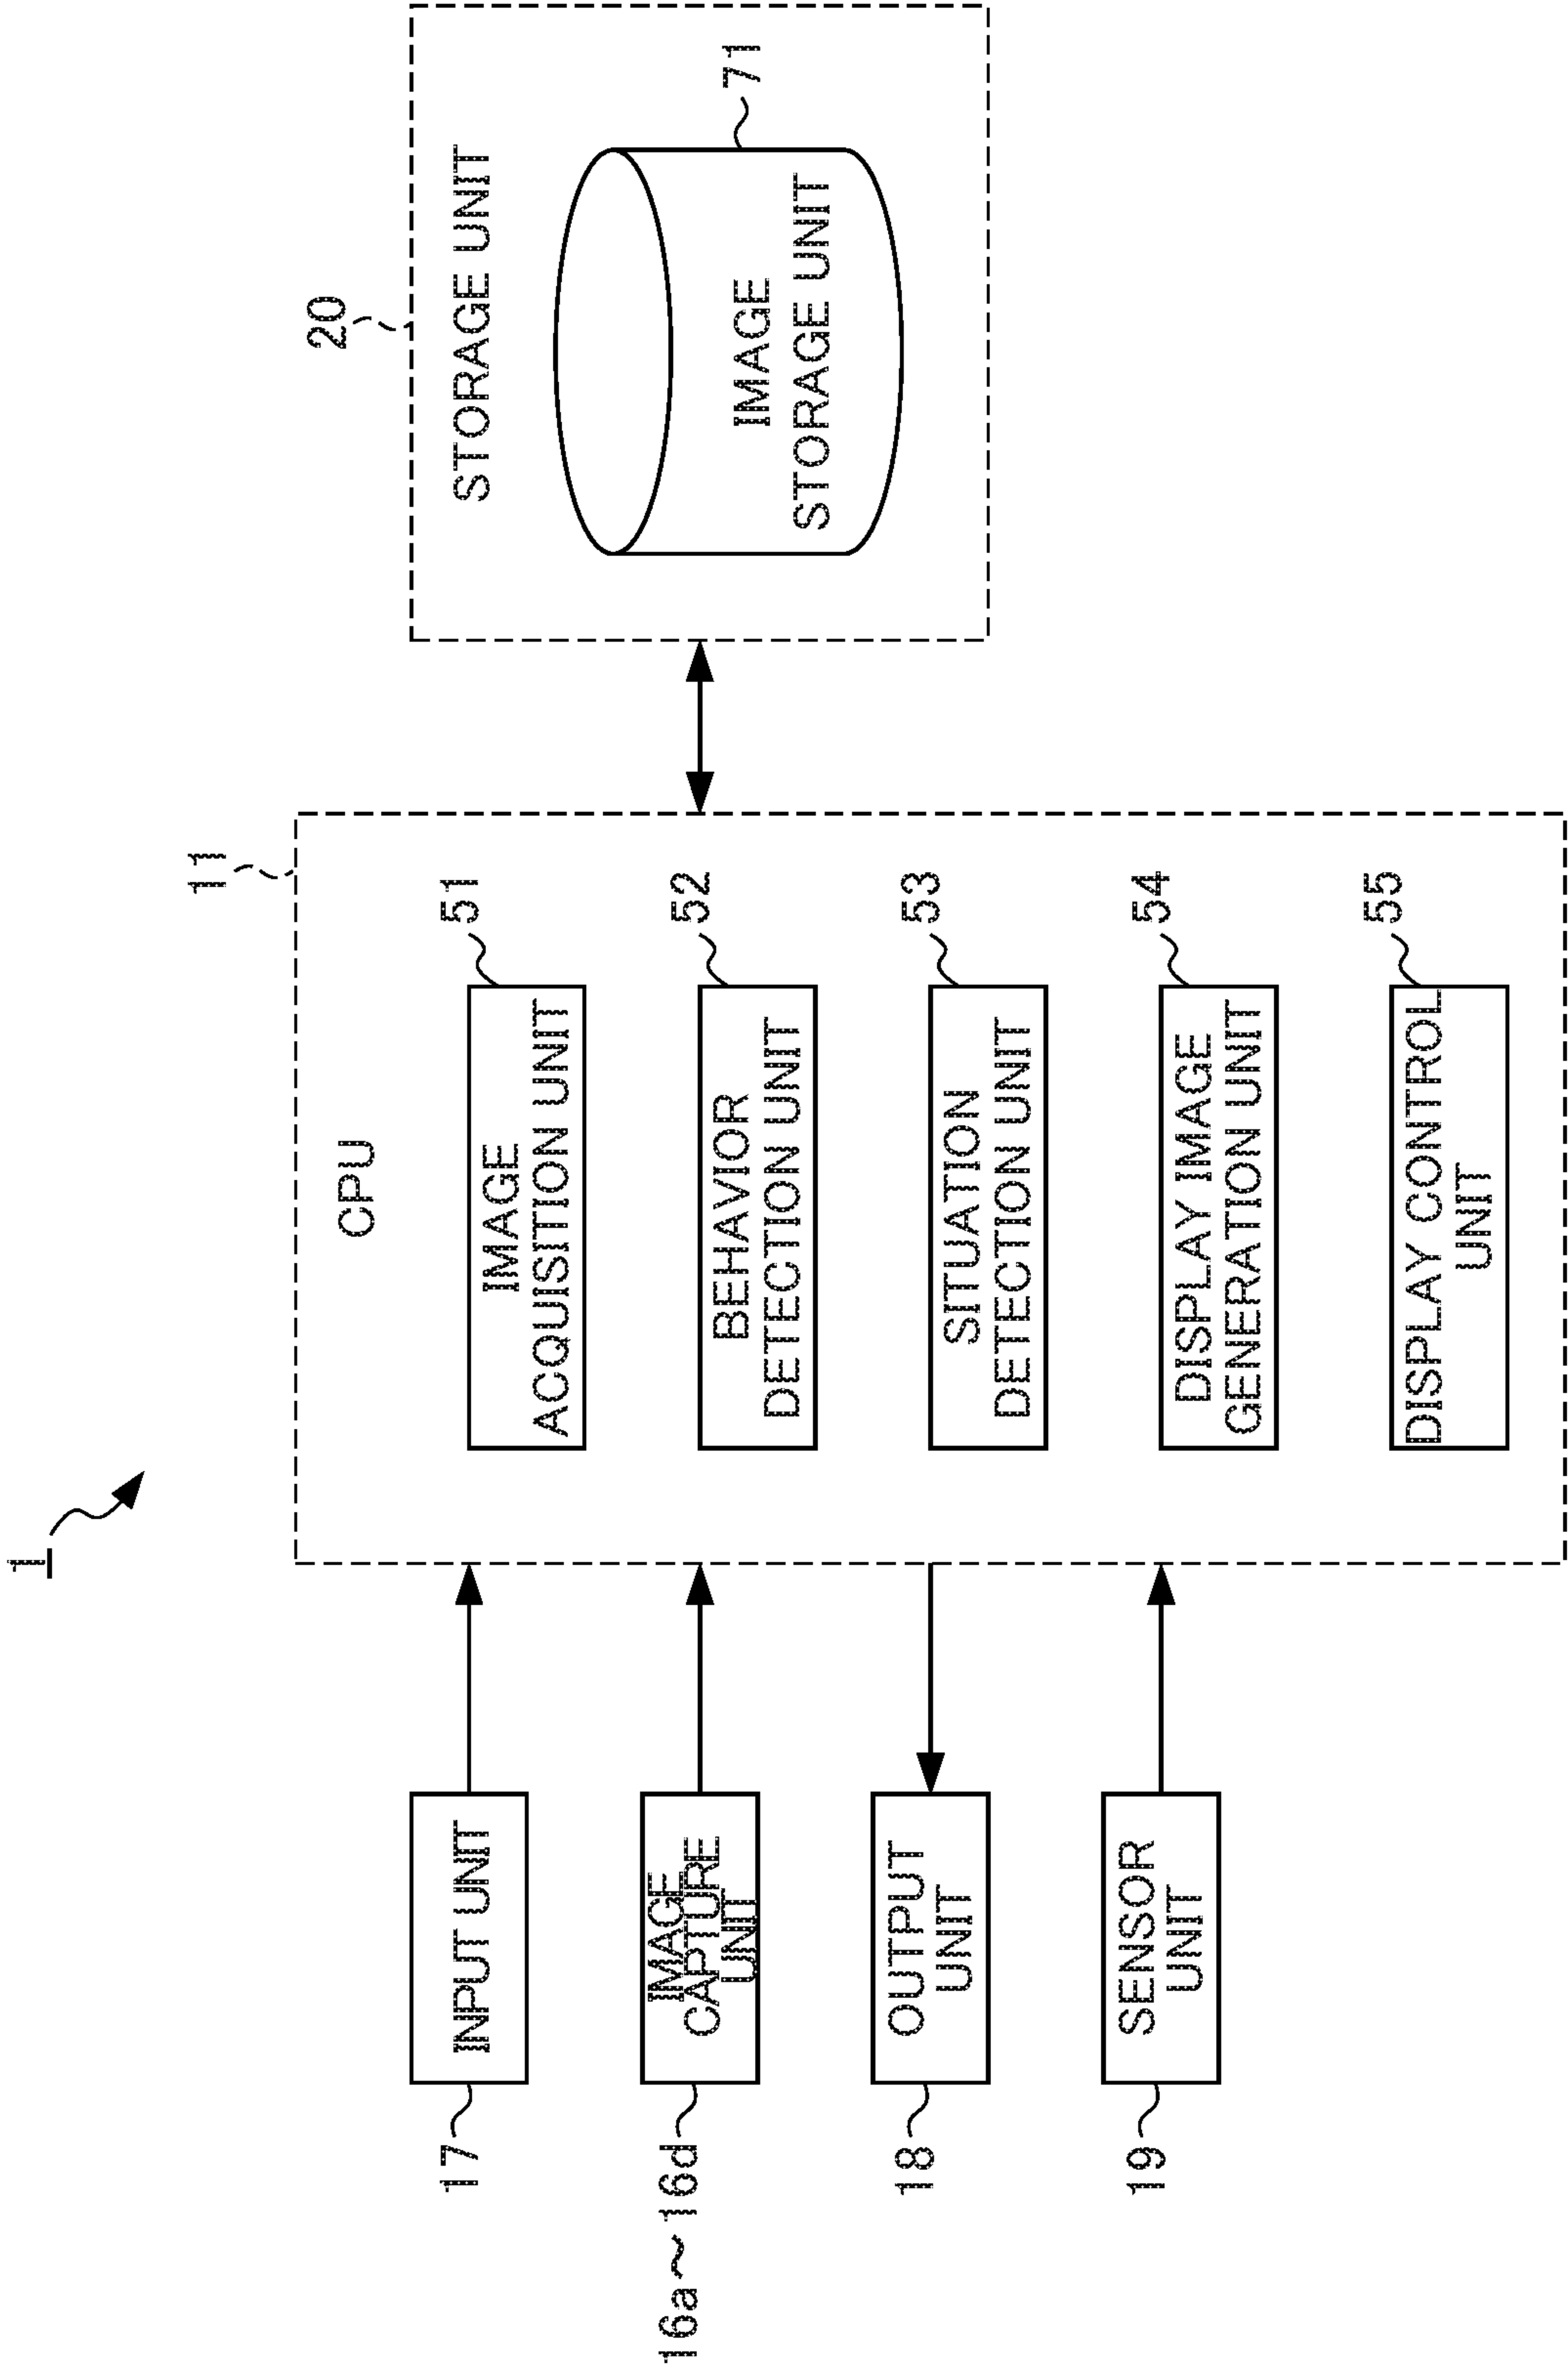 1
17
INPUT UNIT
16a～16d
IMAGE
CAPTURE
UNIT
18
OUTPUT
UNIT
19
SENSOR
UNIT
11
CPU
51
IMAGE
ACQUISITION UNIT
52
BEHAVIOR
DETECTION UNIT
53
SITUATION
DETECTION UNIT
54
DISPLAY IMAGE
GENERATION UNIT
55
DISPLAY CONTROL
UNIT
20
STORAGE UNIT
71
IMAGE
STORAGE UNIT